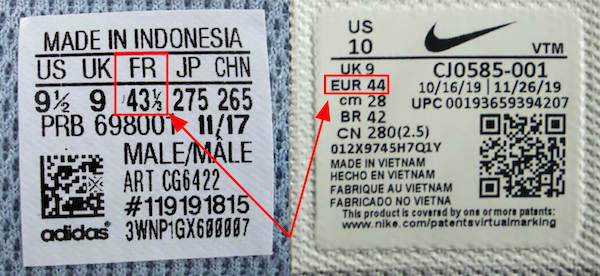 MADE IN INDONESIA
US UK FR JP CHN
9½ 9 43⅓ 275 265
PRB 698001 11/17
MALE/MÂLE
ART CG6422
#119191815
adidas® 3WNP1GX600007
US
10
VTM
UK 9 CJ0585-001
EUR 44 10/16/19 11/26/19
cm 28 UPC 00193659394207
BR 42
CN 280(2.5)
012X9745H7Q1Y
MADE IN VIETNAM
HECHO EN VIETNAM
FABRIQUE AU VIETNAM
FABRICADO NO VIETNA
This product is covered by one or more patents:
www.nike.com/patentsvirtualmarking